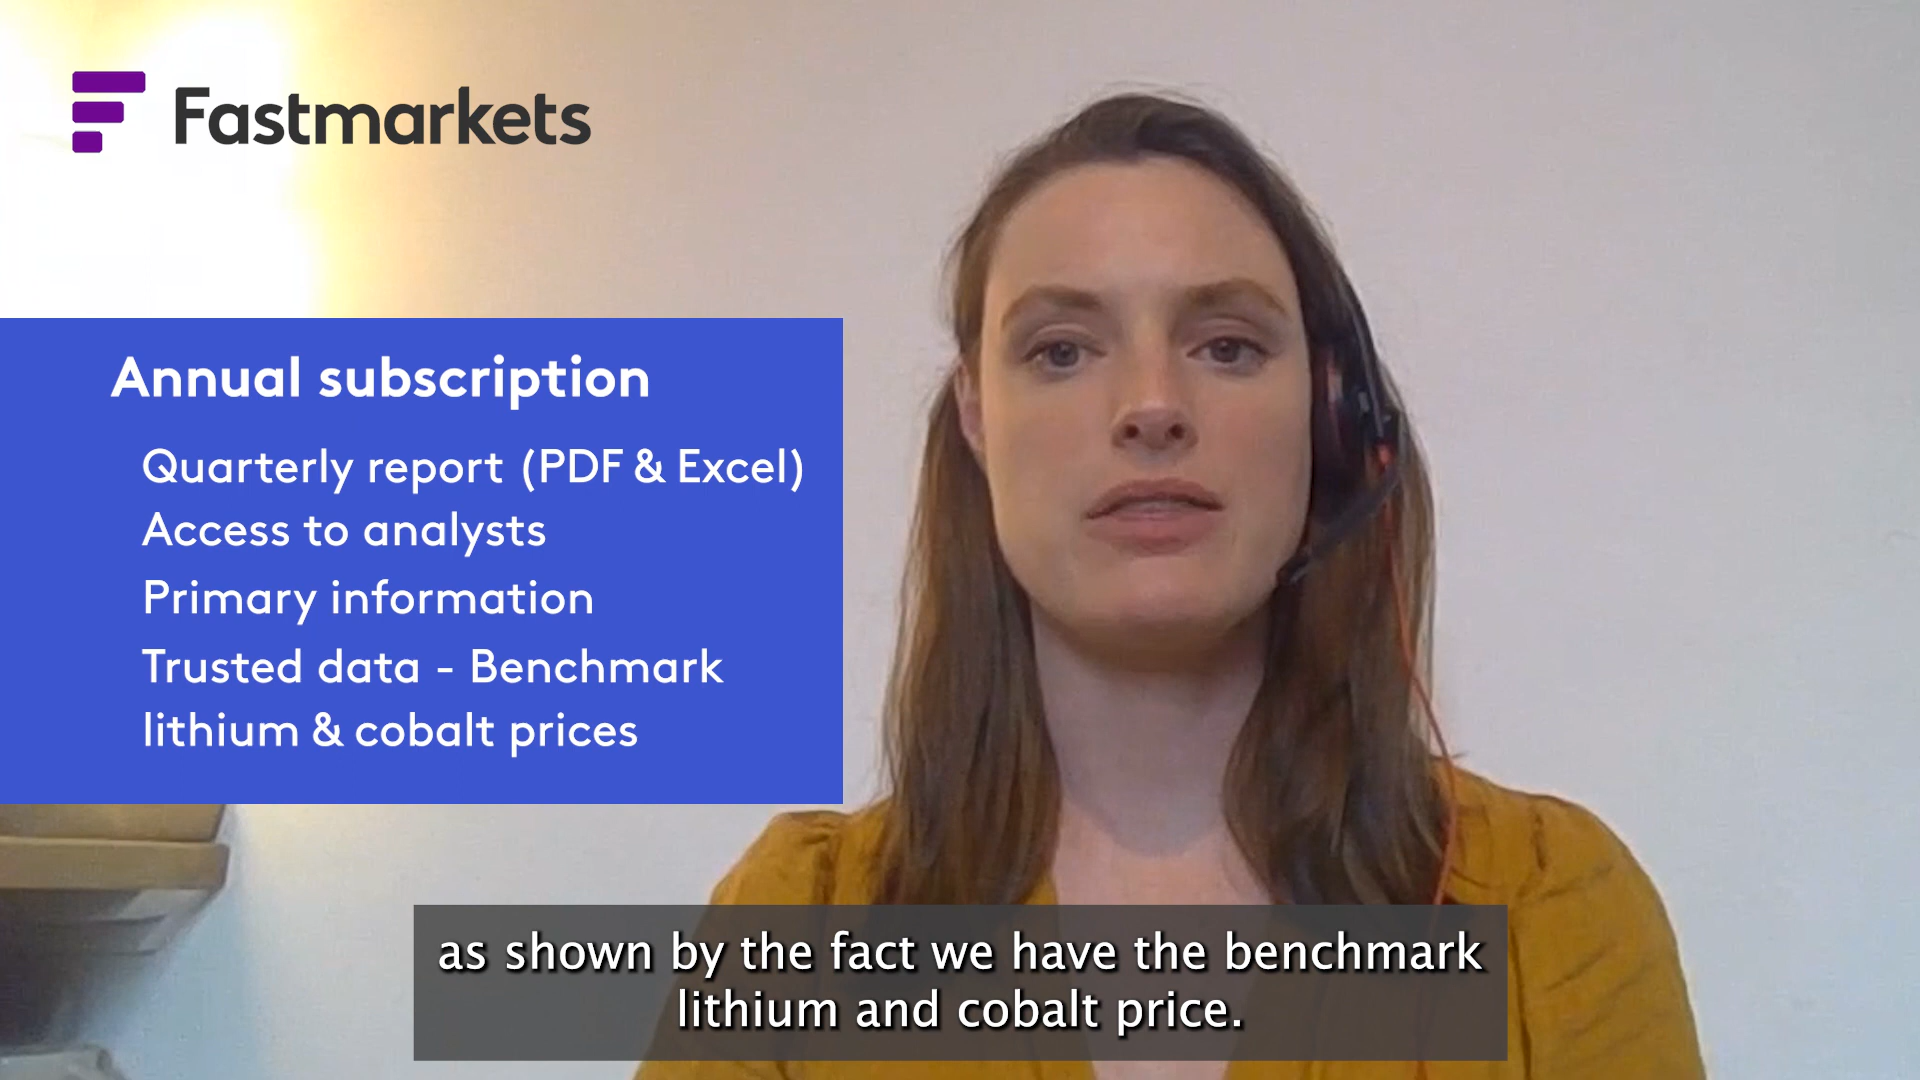 Fastmarkets
Annual subscription
Quarterly report (PDF & Excel)
Access to analysts
Primary information
Trusted data - Benchmark
lithium & cobalt prices
as shown by the fact we have the benchmark
lithium and cobalt price.